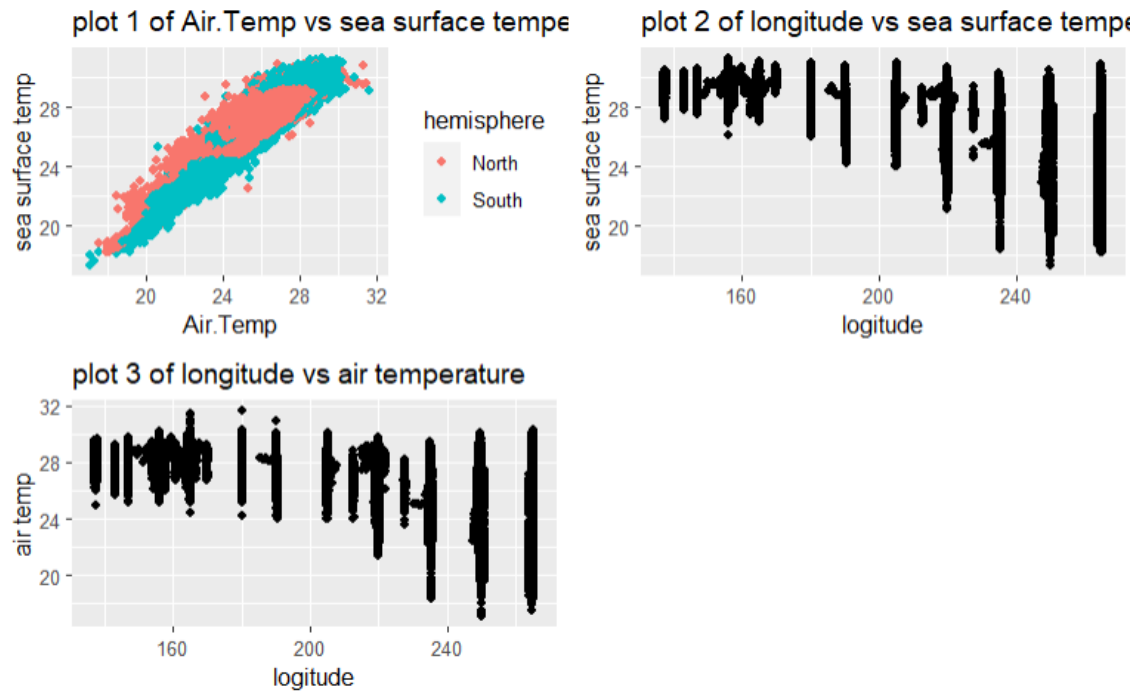 plot 1 of Air.Temp vs sea surface tempe
sea surface temp
28
24
20
20
24
28
32
Air.Temp
hemisphere
North
South
plot 2 of longitude vs sea surface tempe
sea surface temp
28
24
20
160
200
240
logitude
plot 3 of longitude vs air temperature
air temp
32
28
24
20
160
200
240
logitude